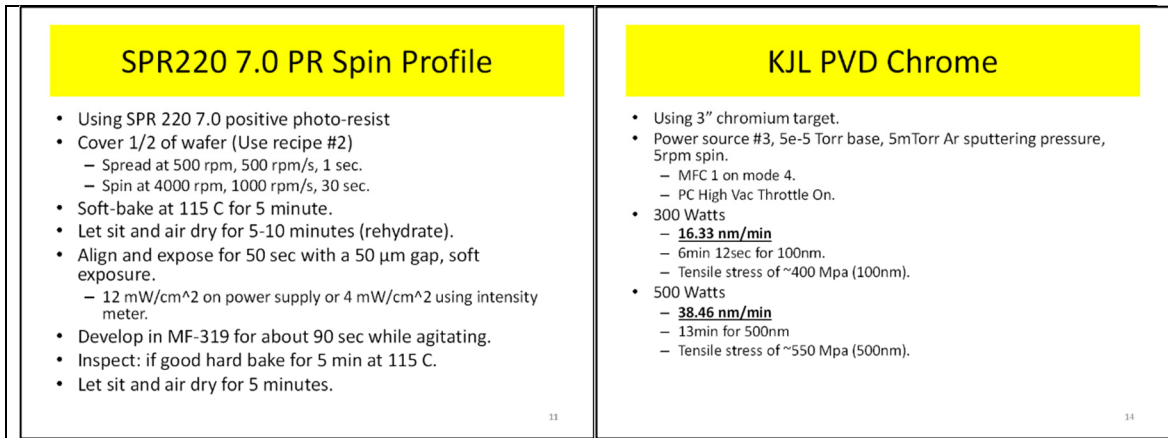 SPR220 7.0 PR Spin Profile
• Using SPR 220 7.0 positive photo-resist
• Cover 1/2 of wafer (Use recipe #2)
– Spread at 500 rpm, 500 rpm/s, 1 sec.
– Spin at 4000 rpm, 1000 rpm/s, 30 sec.
• Soft-bake at 115 C for 5 minute.
• Let sit and air dry for 5-10 minutes (rehydrate).
• Align and expose for 50 sec with a 50 µm gap, soft
exposure.
– 12 mW/cm^2 on power supply or 4 mW/cm^2 using intensity
meter.
• Develop in MF-319 for about 90 sec while agitating.
• Inspect: if good hard bake for 5 min at 115 C.
• Let sit and air dry for 5 minutes.
11
KJL PVD Chrome
• Using 3” chromium target.
• Power source #3, 5e-5 Torr base, 5mTorr Ar sputtering pressure,
5rpm spin.
– MFC 1 on mode 4.
– PC High Vac Throttle On.
• 300 Watts
– 16.33 nm/min
– 6min 12sec for 100nm.
– Tensile stress of ~400 Mpa (100nm).
• 500 Watts
– 38.46 nm/min
– 13min for 500nm
– Tensile stress of ~550 Mpa (500nm).
14